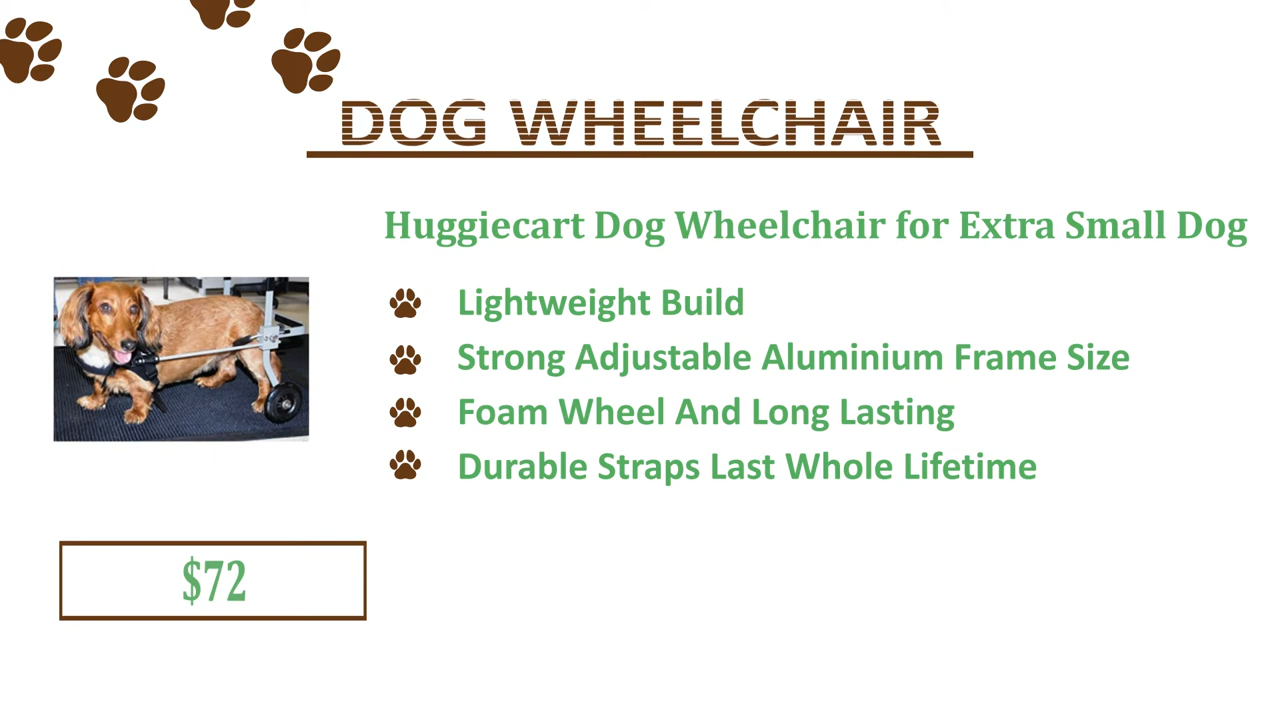 DOG WHEELCHAIR
Huggiecart Dog Wheelchair for Extra Small Dog
Lightweight Build
Strong Adjustable Aluminium Frame Size
Foam Wheel And Long Lasting
Durable Straps Last Whole Lifetime
$72